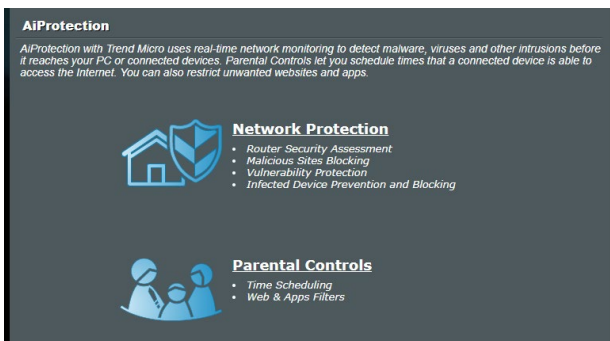 AiProtection
AiProtection with Trend Micro uses real-time network monitoring to detect malware, viruses and other intrusions before
it reaches your PC or connected devices. Parental Controls let you schedule times that a connected device is able to
access the Internet. You can also restrict unwanted websites and apps.
Network Protection
• Router Security Assessment
• Malicious Sites Blocking
• Vulnerability Protection
• Infected Device Prevention and Blocking
Parental Controls
• Time Scheduling
• Web & Apps Filters